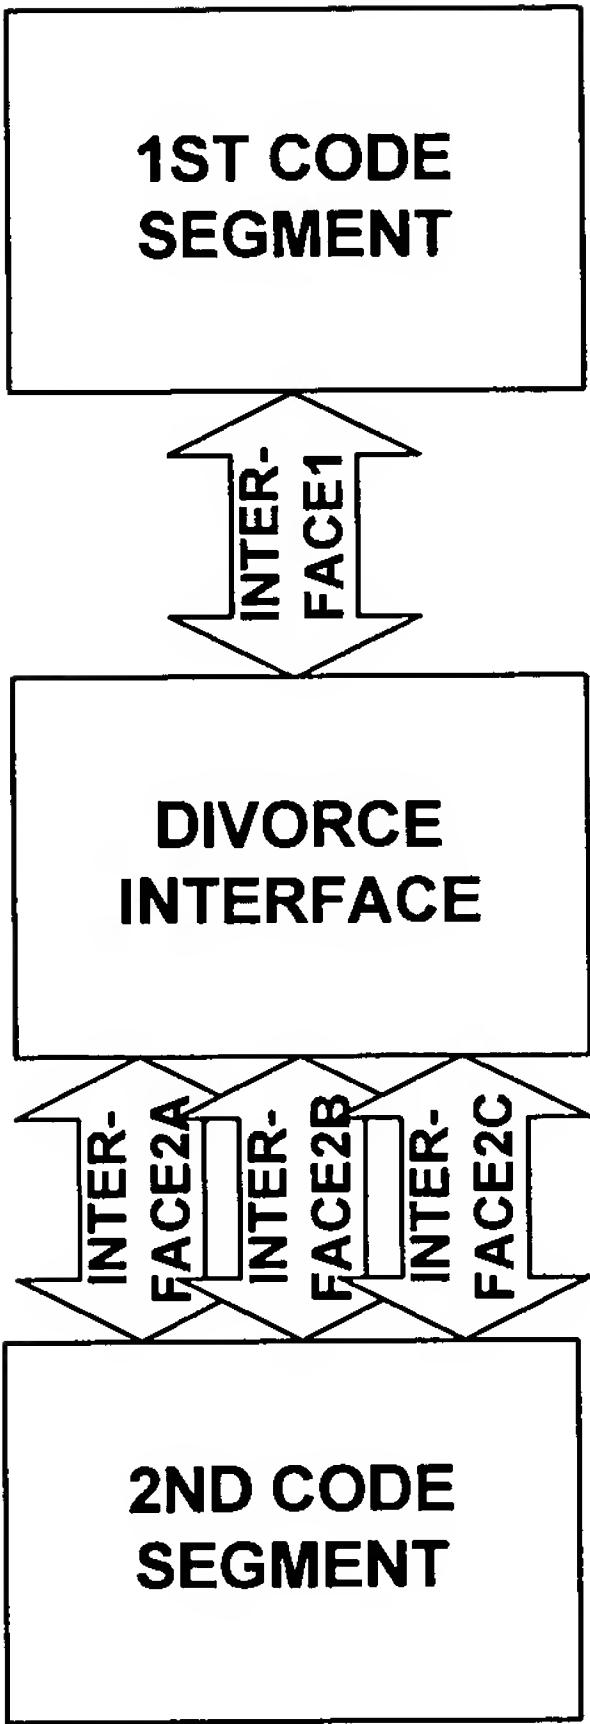 1ST CODE
SEGMENT
INTER-
FACE1
DIVORCE
INTERFACE
INTER-
FACE2A
INTER-
FACE2B
INTER-
FACE2C
2ND CODE
SEGMENT